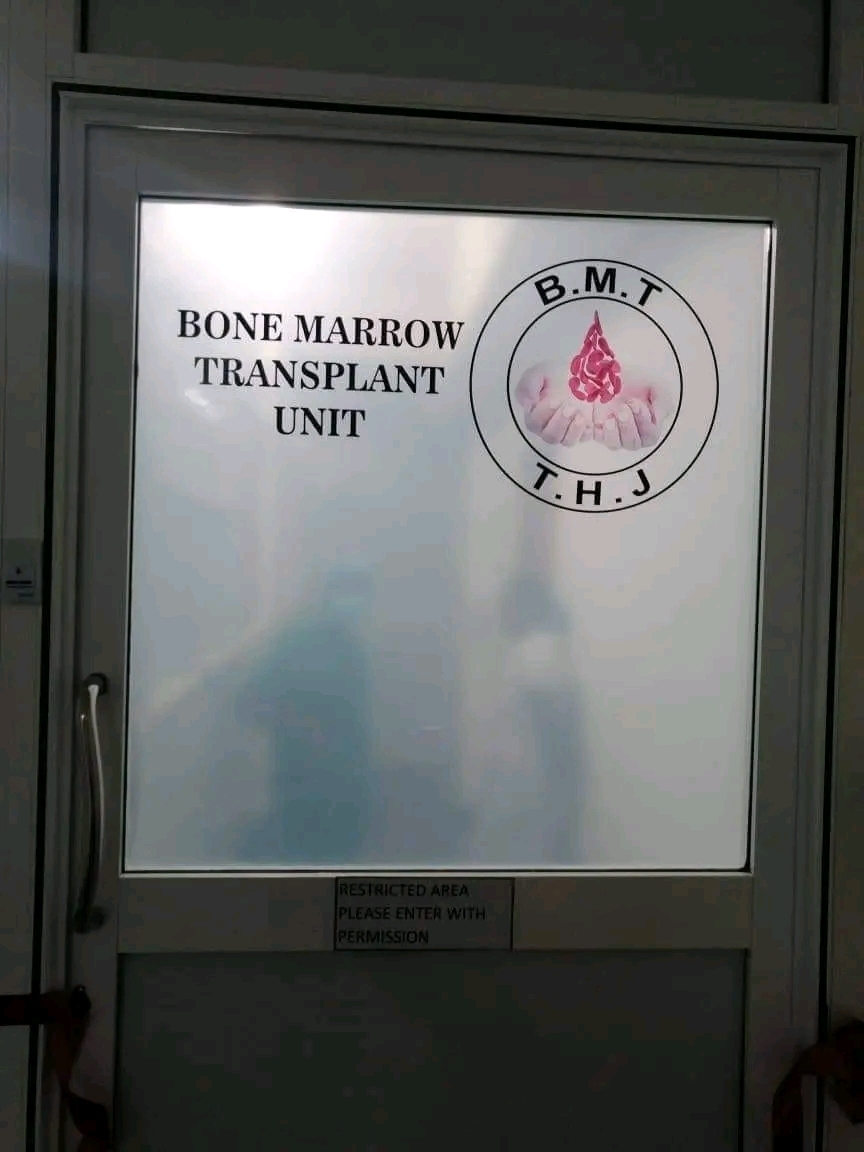 BONE MARROW
TRANSPLANT
UNIT
B.M.T
T.H.J
RESTRICTED AREA
PLEASE ENTER WITH
PERMISSION